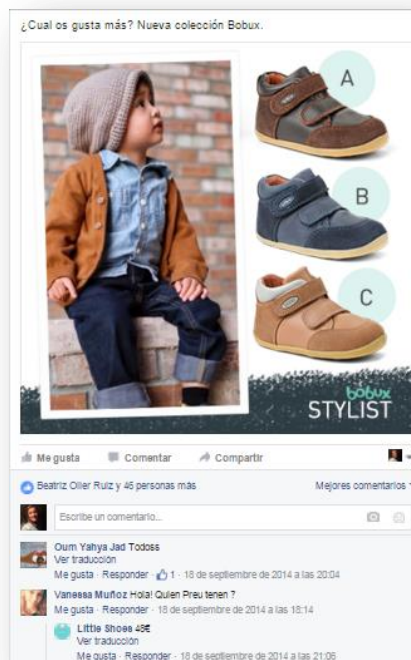 ¿Cual os gusta más? Nueva colección Bobux.
A
B
C
bobux
STYLIST
Me gusta Comentar Compartir
Beatriz Oller Ruiz y 46 personas más Mejores comentarios
Escribe un comentario...
Oum Yahya Jad Todoss
Ver traducción
Me gusta · Responder · 1 · 18 de septiembre de 2014 a las 20:04
Vanessa Muñoz Hola! Quien Preu tenen ?
Me gusta · Responder · 18 de septiembre de 2014 a las 18:14
Little Shoes 48€
Ver traducción
Me gusta · Responder · 18 de septiembre de 2014 a las 21:06